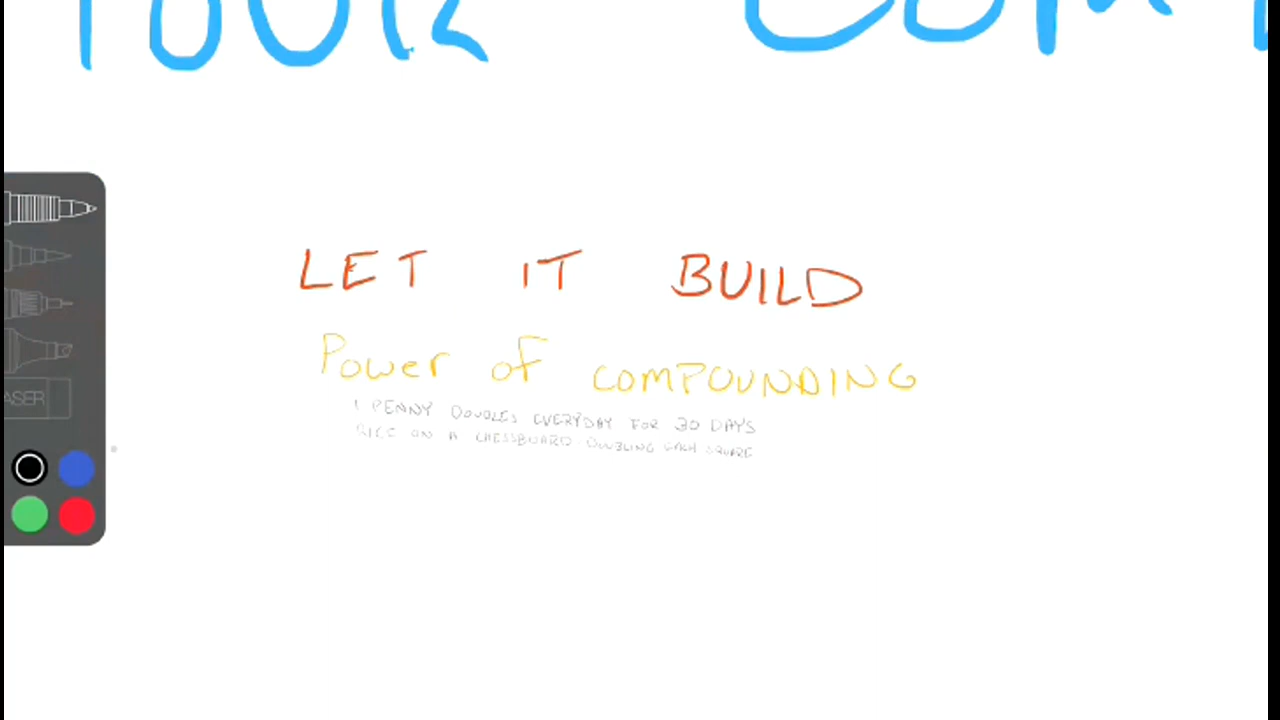 LET IT BUILD
Power of COMPOUNDING
1 PENNY DOUBLES EVERYDAY FOR 30 DAYS
RICE ON A CHESSBOARD DOUBLING EACH SQUARE
ASER